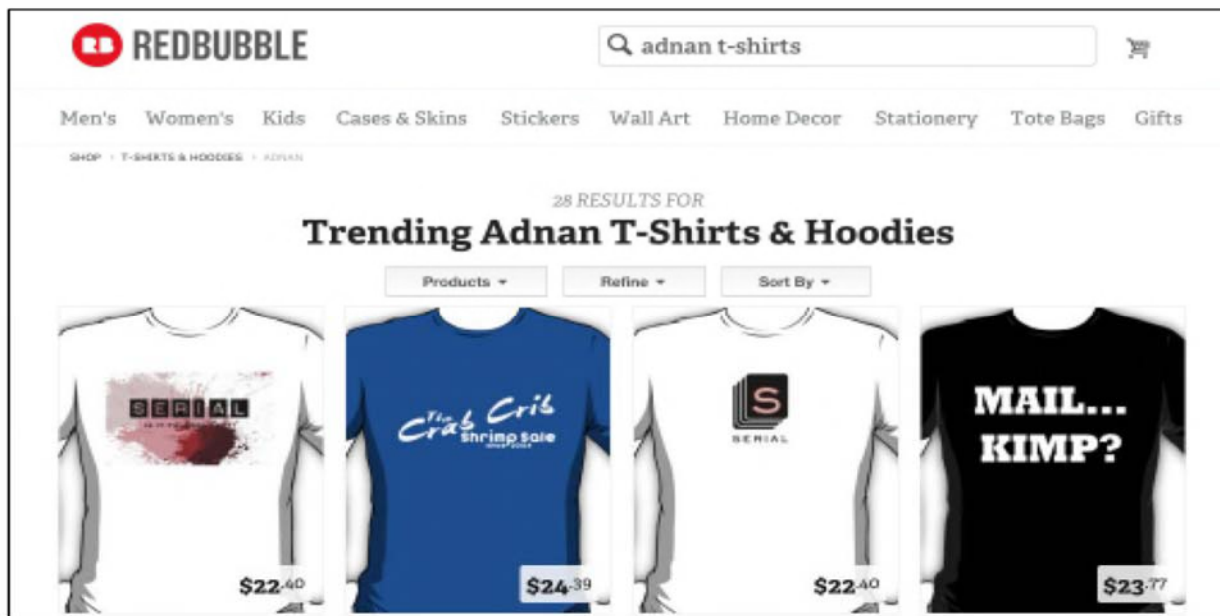 RB REDBUBBLE
adnan t-shirts
Men's Women's Kids Cases & Skins Stickers Wall Art Home Decor Stationery Tote Bags Gifts
SHOP › T-SHIRTS & HOODIES › ADNAN
28 RESULTS FOR
Trending Adnan T-Shirts & Hoodies
Products Refine Sort By
SERIAL
The
Crab Crib
Shrimp Sale
S
SERIAL
MAIL...
KIMP?
$22.40 $24.39 $22.40 $23.77